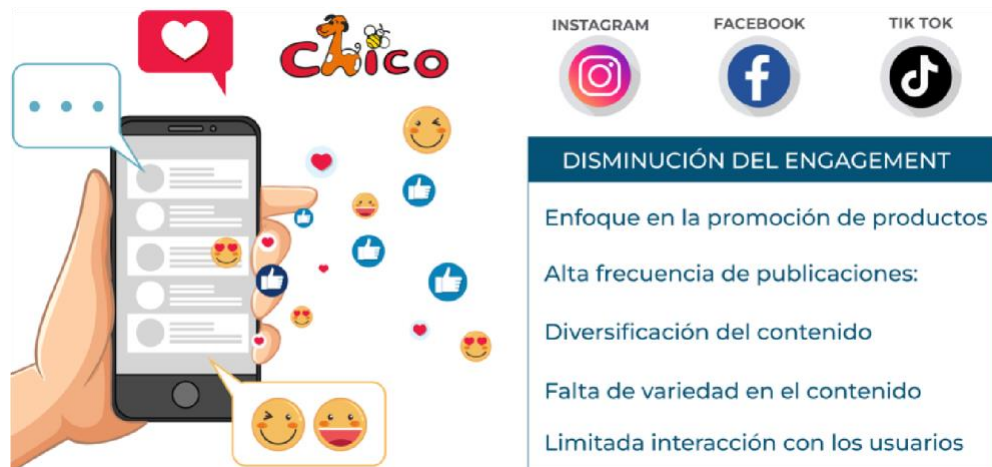 Chico
INSTAGRAM
FACEBOOK
TIK TOK
DISMINUCIÓN DEL ENGAGEMENT
Enfoque en la promoción de productos
Alta frecuencia de publicaciones:
Diversificación del contenido
Falta de variedad en el contenido
Limitada interacción con los usuarios